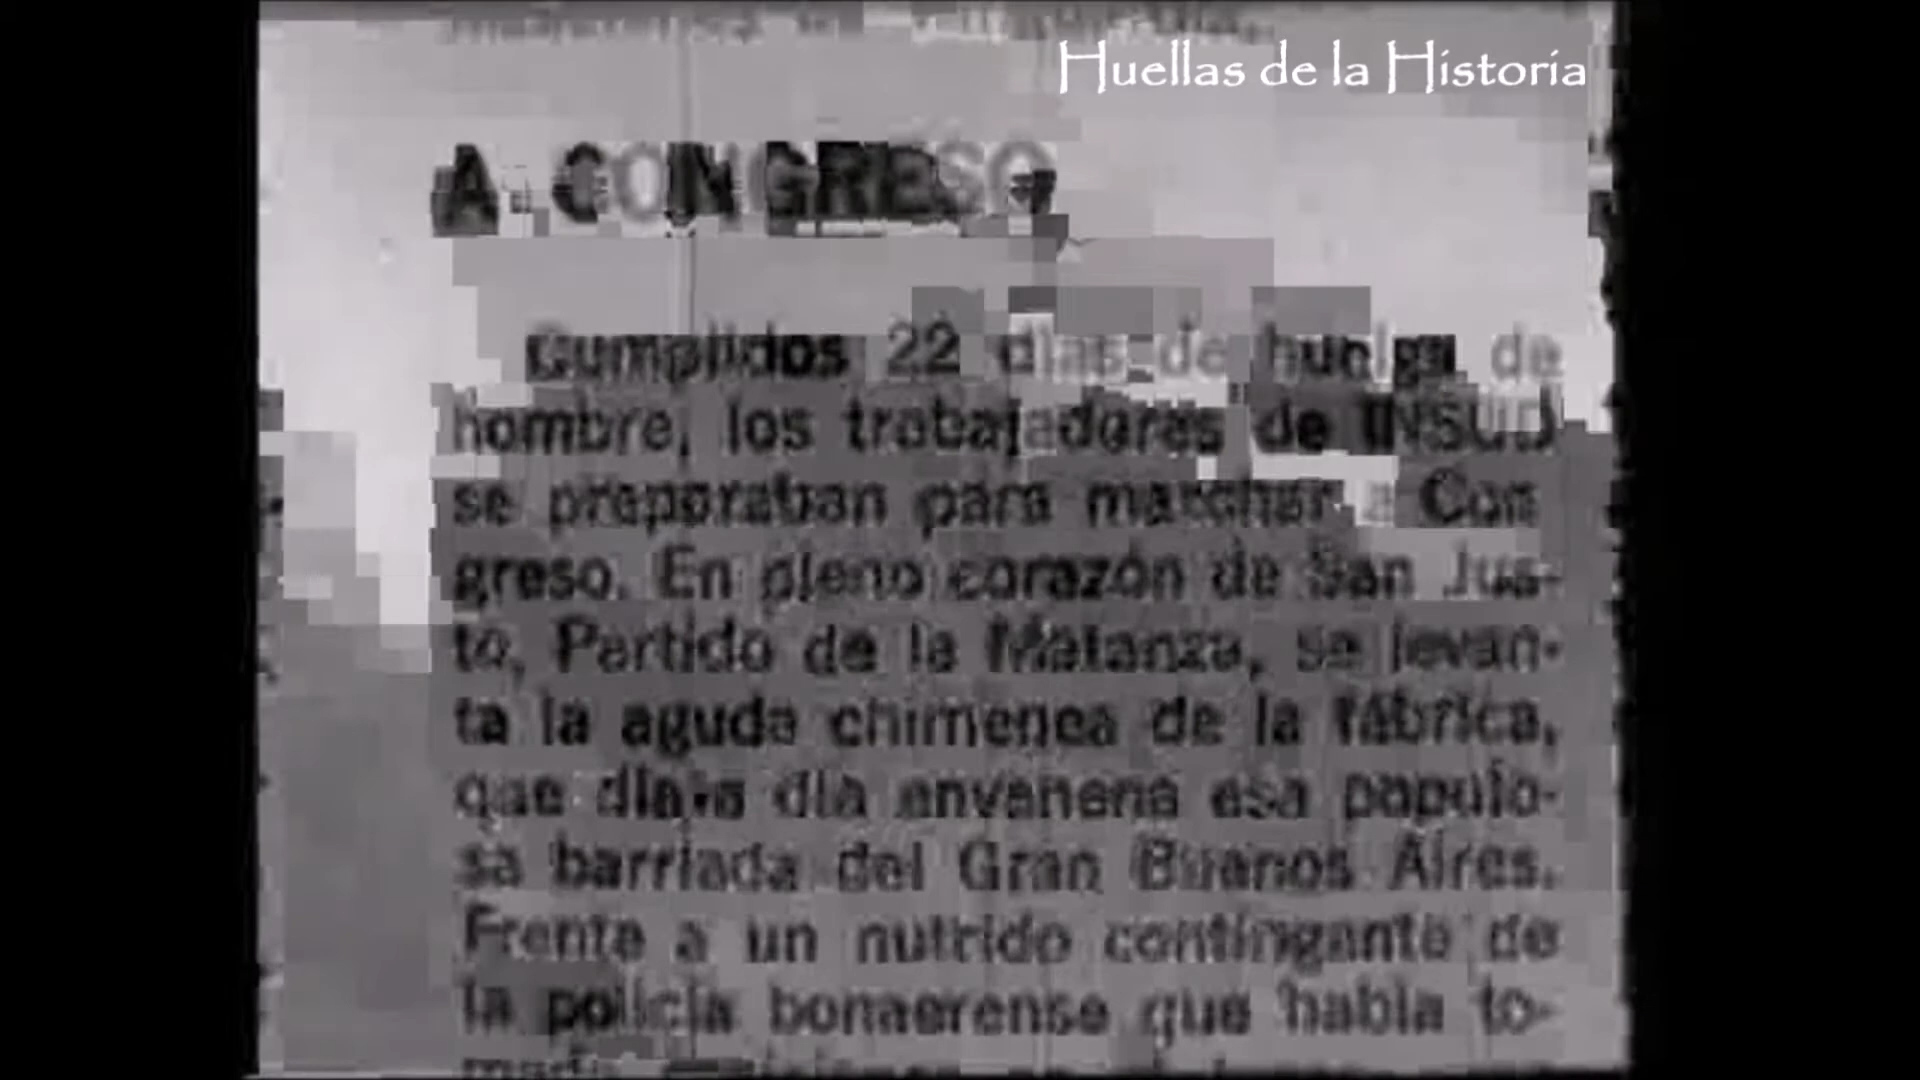 Huellas de la Historia
A CONGRESO
Cumplidos 22 días de huelga de
hombre, los trabajadores de INSUD
se preparaban para marchar a Con
greso. En pleno corazón de San Jus-
to, Partido de la Matanza, se levan-
ta la aguda chimenea de la fábrica,
que día a día envenena esa populo-
sa barriada del Gran Buenos Aires.
Frente a un nutrido contingente de
la policía bonaerense que había to-